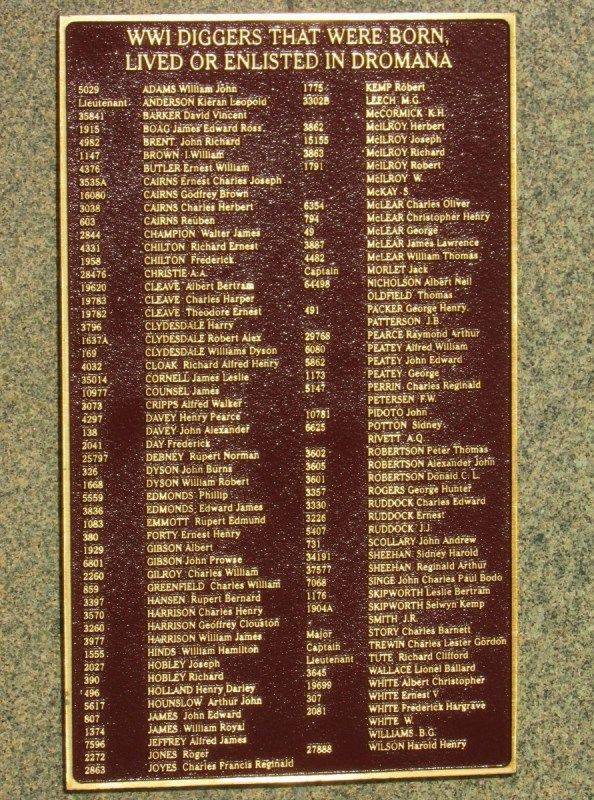 WWI DIGGERS THAT WERE BORN,
LIVED OR ENLISTED IN DROMANA
5029 ADAMS William John
Lieutenant ANDERSON Kieran Leopold
35841 BARKER David Vincent
1915 BOAG James Edward Ross
4982 BRENT John Richard
1147 BROWN I.William
4376 BUTLER Ernest William
3535A CAIRNS Ernest Charles Joseph
16080 CAIRNS Godfrey Brown
3038 CAIRNS Charles Herbert
603 CAIRNS Reuben
2844 CHAMPION Walter James
4331 CHILTON Richard Ernest
1958 CHILTON Frederick
28476 CHRISTIE A.A.
19620 CLEAVE Albert Bertram
19783 CLEAVE Charles Harper
19782 CLEAVE Theodore Ernest
3796 CLYDESDALE Harry
1637A CLYDESDALE Robert Alex
169 CLYDESDALE Williams Dyson
4032 CLOAK Richard Alfred Henry
35014 CORNELL James Leslie
10977 COUNSEL James
3073 CRIPPS Alfred Walker
4297 DAVEY Henry Pearce
138 DAVEY John Alexander
2041 DAY Frederick
25797 DEBNEY Rupert Norman
326 DYSON John Burns
1668 DYSON William Robert
5559 EDMONDS Phillip
3836 EDMONDS Edward James
1083 EMMOTT Rupert Edmund
380 FORTY Ernest Henry
1929 GIBSON Albert
6801 GIBSON John Prowse
2260 GILROY Charles William
859 GREENFIELD Charles William
3397 HANSEN Rupert Bernard
3570 HARRISON Charles Henry
3260 HARRISON Geoffrey Clouston
3977 HARRISON William James
1555 HINDS William Hamilton
2027 HOBLEY Joseph
390 HOBLEY Richard
496 HOLLAND Henry Darley
5617 HOUNSLOW Arthur John
807 JAMES John Edward
1374 JAMES William Royal
7596 JEFFREY Alfred James
2272 JONES Roger
2863 JOYES Charles Francis Reginald
1775 KEMP Robert
3302B LEECH M.G.
McCORMICK K.H.
3862 McILROY Herbert
15155 McILROY Joseph
3863 McILROY Richard
1791 McILROY Robert
McILROY W.
McKAY S
6354 McLEAR Charles Oliver
794 McLEAR Christopher Henry
49 McLEAR George
3887 McLEAR James Lawrence
4482 McLEAR William Thomas
Captain MORLET Jack
64498 NICHOLSON Albert Neil
OLDFIELD Thomas
491 PACKER George Henry
PATTERSON J.B.
29768 PEARCE Raymond Arthur
6080 PEATEY Alfred William
5862 PEATEY John Edward
1173 PEATEY George
5147 PERRIN Charles Reginald
PETERSEN F.W.
10781 PIDOTO John
6625 POTTON Sidney
RIVETT A.Q.
3602 ROBERTSON Peter Thomas
3605 ROBERTSON Alexander John
3601 ROBERTSON Donald C. L.
3357 ROGERS George Hunter
3330 RUDDOCK Charles Edward
3226 RUDDOCK Ernest
5407 RUDDOCK J.J.
731 SCOLLARY John Andrew
34191 SHEEHAN Sidney Harold
37577 SHEEHAN Reginald Arthur
7068 SINGE John Charles Paul Bodo
1176 SKIPWORTH Leslie Bertram
1904A SKIPWORTH Selwyn Kemp
SMITH J.R.
Major STORY Charles Barnett
Captain TREWIN Charles Lester Gordon
Lieutenant TUTE Richard Clifford
3645 WALLACE Lionel Ballard
19699 WHITE Albert Christopher
307 WHITE Ernest V
2081 WHITE Frederick Hargrave
WHITE W.
WILLIAMS B.G.
27888 WILSON Harold Henry